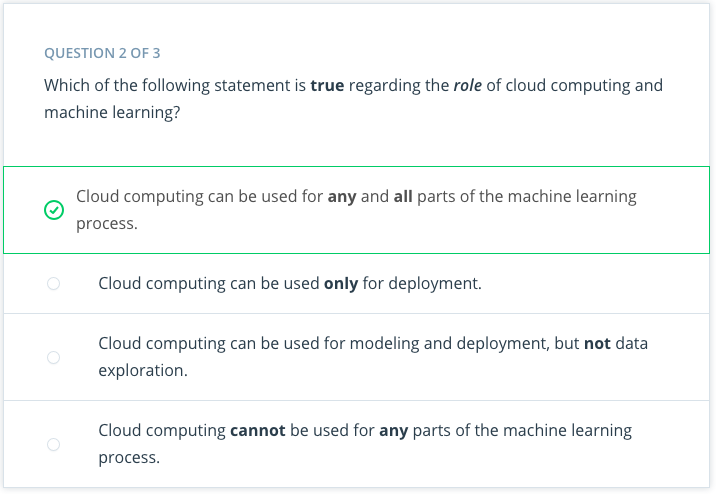 QUESTION 2 OF 3
Which of the following statement is true regarding the role of cloud computing and
machine learning?
Cloud computing can be used for any and all parts of the machine learning
process.
Cloud computing can be used only for deployment.
Cloud computing can be used for modeling and deployment, but not data
exploration.
Cloud computing cannot be used for any parts of the machine learning
process.